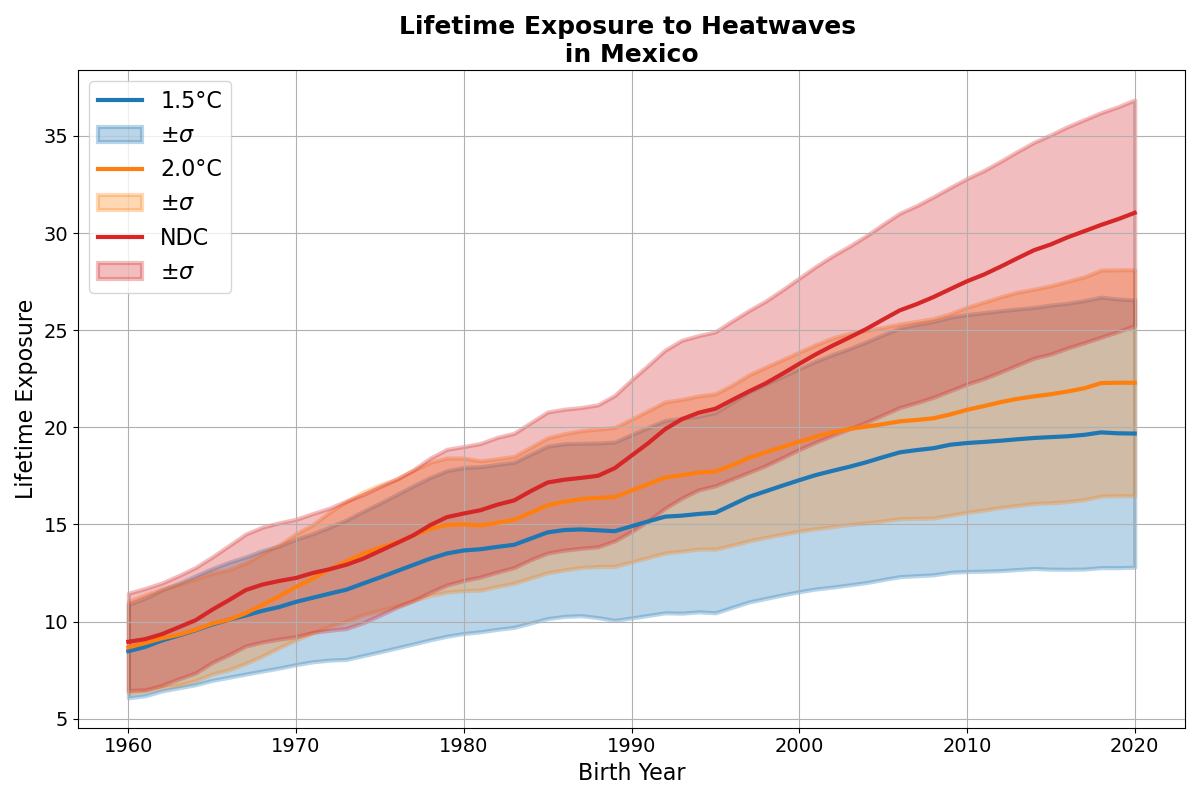 Lifetime Exposure to Heatwaves
in Mexico
1.5°C
±σ
2.0°C
±σ
NDC
±σ
Lifetime Exposure
35
30
25
20
15
10
5
1960 1970 1980 1990 2000 2010 2020
Birth Year